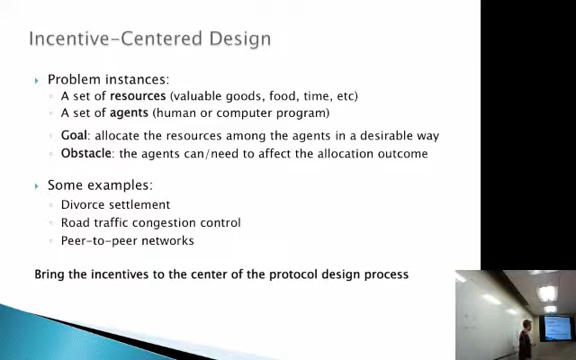 Incentive-Centered Design
Problem instances:
A set of resources (valuable goods, food, time, etc)
A set of agents (human or computer program)
Goal: allocate the resources among the agents in a desirable way
Obstacle: the agents can/need to affect the allocation outcome
Some examples:
Divorce settlement
Road traffic congestion control
Peer-to-peer networks
Bring the incentives to the center of the protocol design process